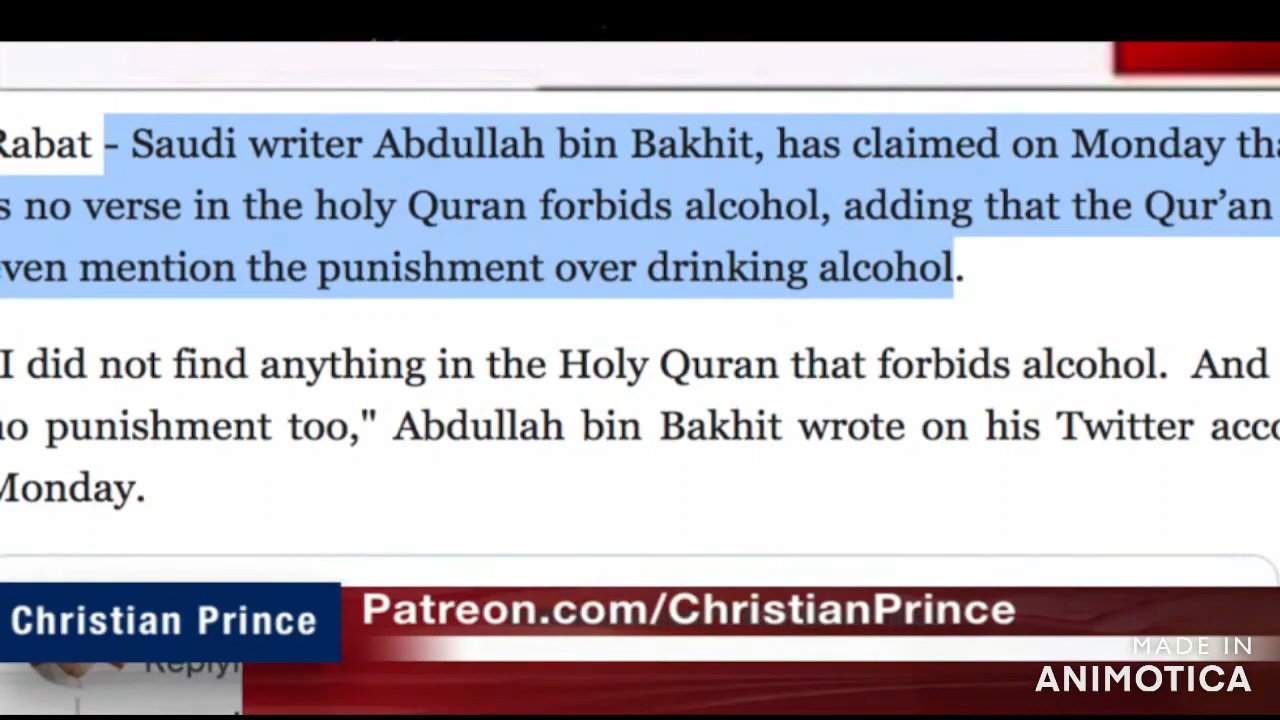 Rabat - Saudi writer Abdullah bin Bakhit, has claimed on Monday
no verse in the holy Quran forbids alcohol, adding that the Qur’an
even mention the punishment over drinking alcohol.
I did not find anything in the Holy Quran that forbids alcohol. And
no punishment too," Abdullah bin Bakhit wrote on his Twitter
Monday.
Christian Prince
Patreon.com/ChristianPrince
MADE IN
ANIMOTICA